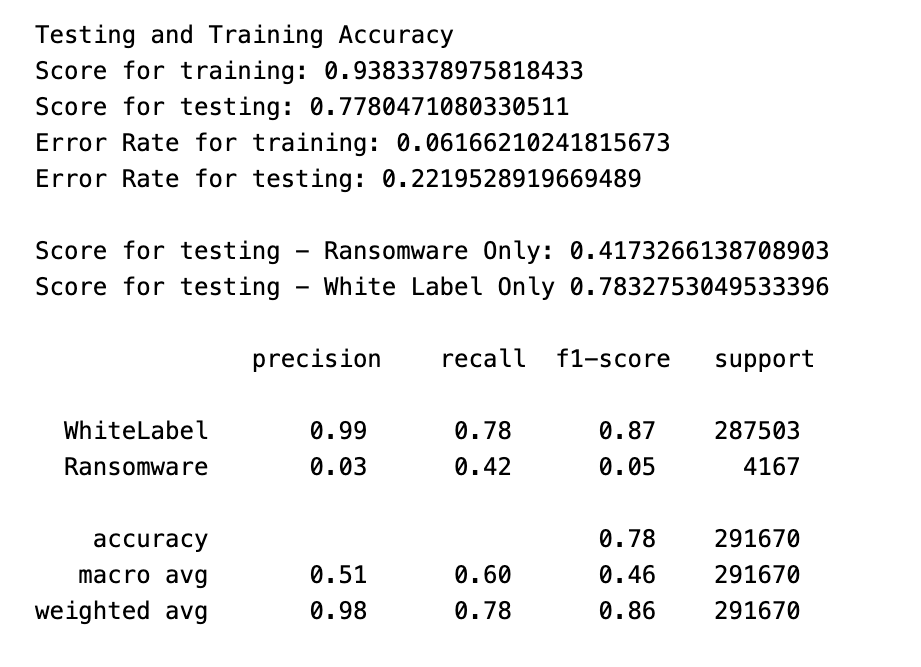 Testing and Training Accuracy
Score for training: 0.9383378975818433
Score for testing: 0.7780471080330511
Error Rate for training: 0.06166210241815673
Error Rate for testing: 0.2219528919669489
Score for testing - Ransomware Only: 0.4173266138708903
Score for testing - White Label Only 0.7832753049533396
precision recall f1-score support
WhiteLabel 0.99 0.78 0.87 287503
Ransomware 0.03 0.42 0.05 4167
accuracy 0.78 291670
macro avg 0.51 0.60 0.46 291670
weighted avg 0.98 0.78 0.86 291670